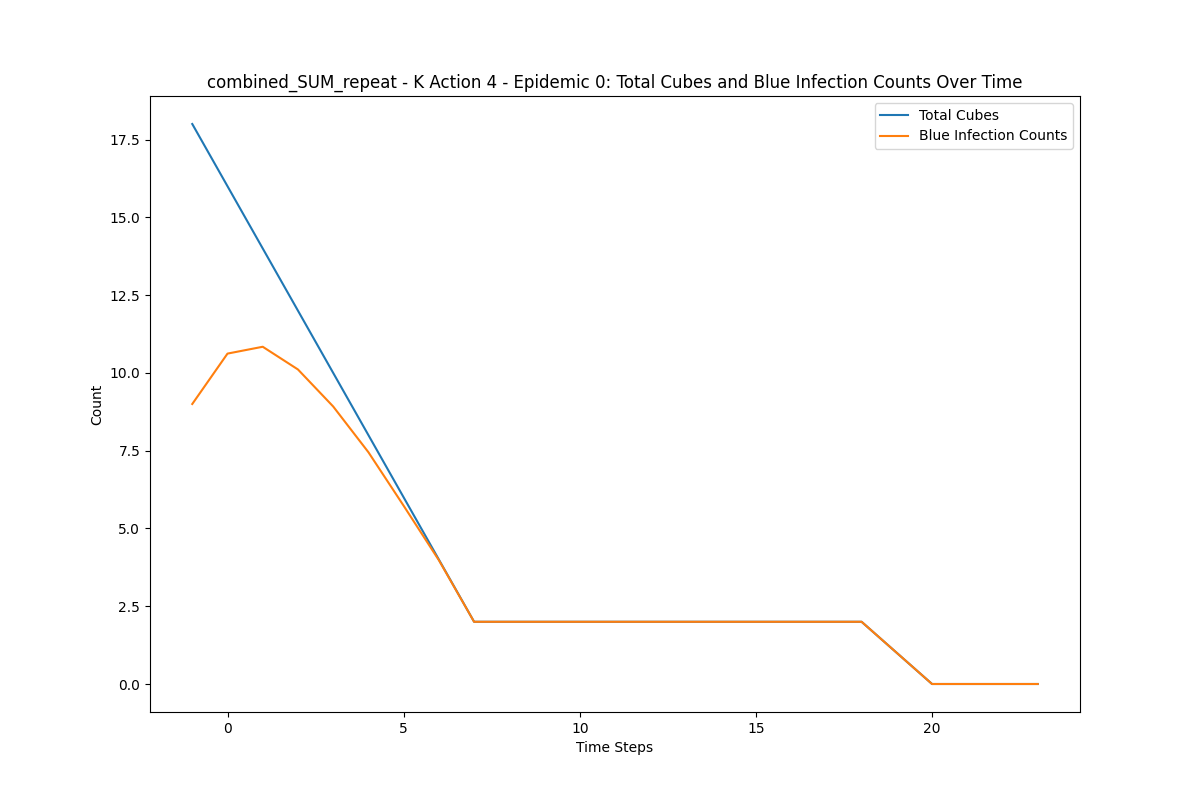 combined_SUM_repeat - K Action 4 - Epidemic 0: Total Cubes and Blue Infection Counts Over Time
Total Cubes
Blue Infection Counts
17.5
15.0
12.5
10.0
7.5
5.0
2.5
0.0
Count
0 5 10 15 20
Time Steps